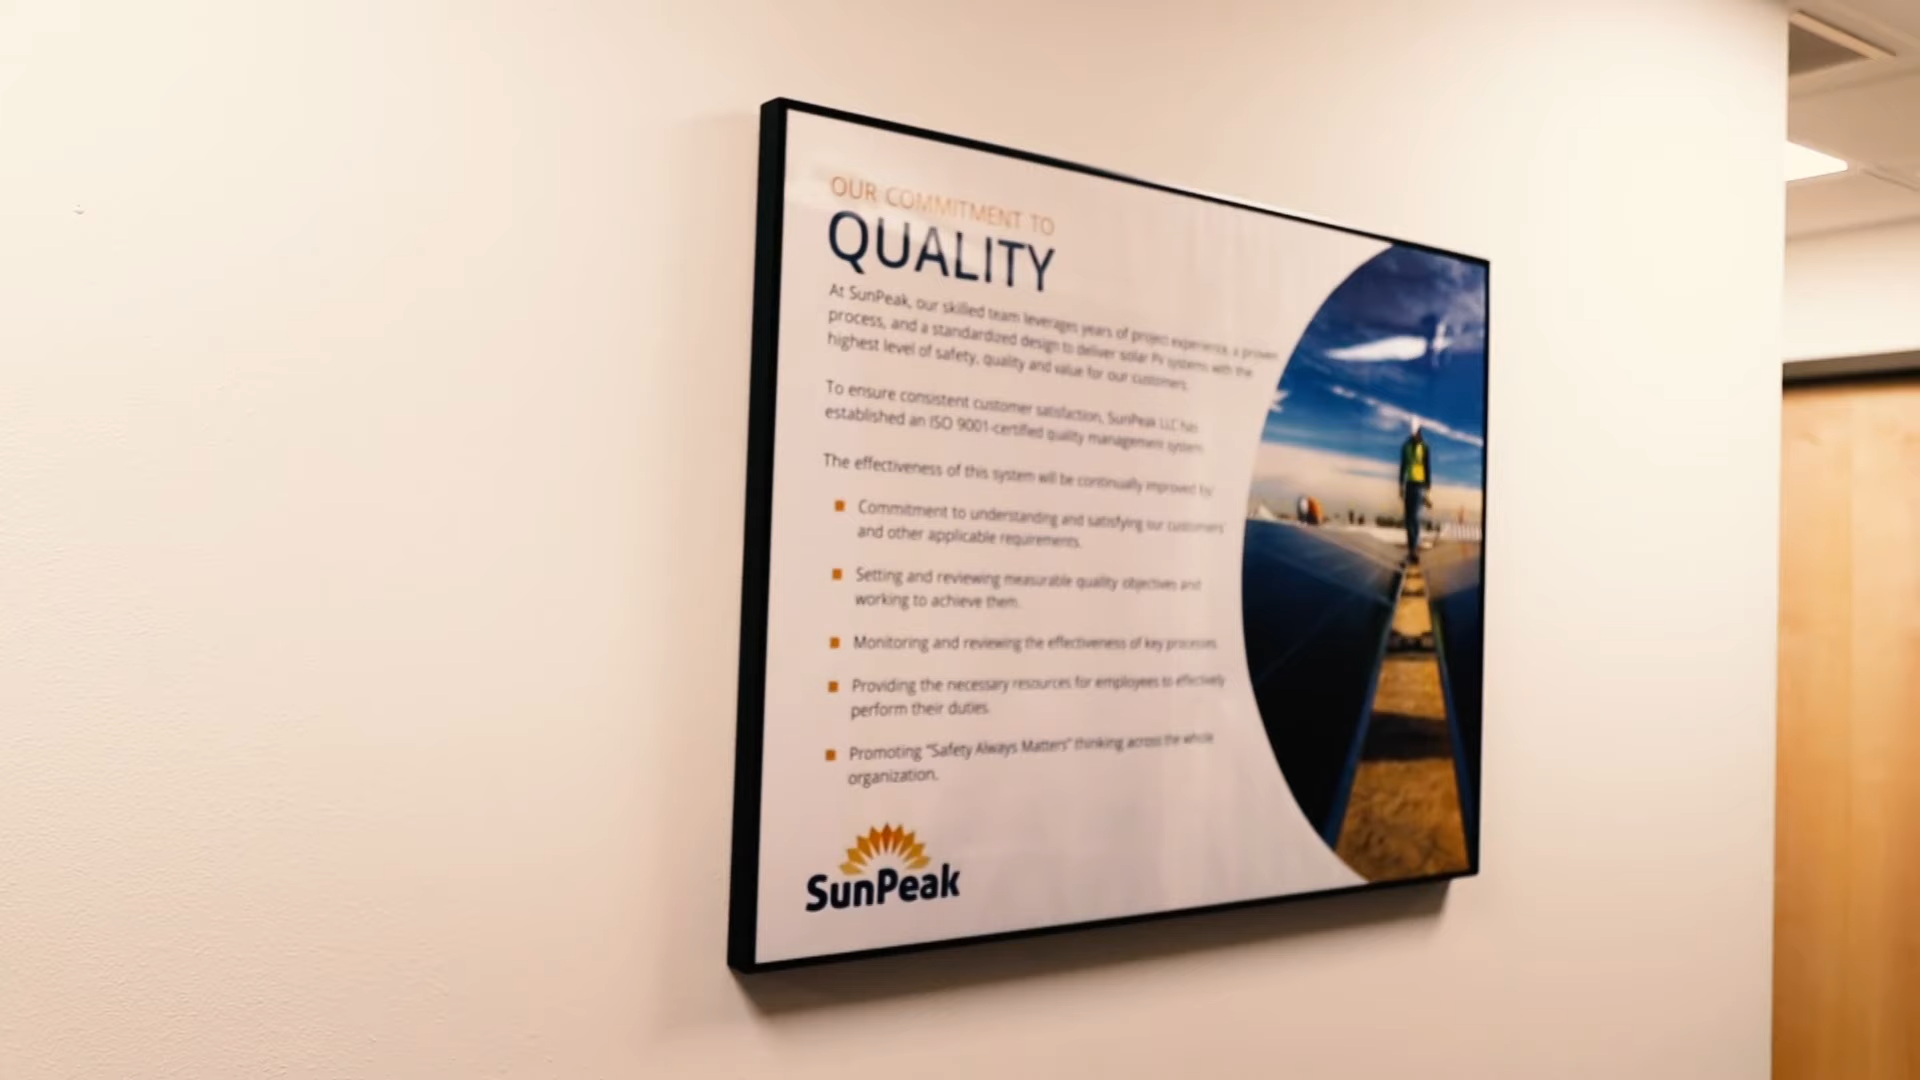 OUR COMMITMENT TO
QUALITY
At SunPeak, our skilled team leverages years of project experience, a proven
process, and a standardized design to deliver solar PV systems with the
highest level of safety, quality and value for our customers.
To ensure consistent customer satisfaction, SunPeak LLC has
established an ISO 9001-certified quality management system.
The effectiveness of this system will be continually improved by:
Commitment to understanding and satisfying our customers'
and other applicable requirements.
Setting and reviewing measurable quality objectives and
working to achieve them.
Monitoring and reviewing the effectiveness of key processes.
Providing the necessary resources for employees to effectively
perform their duties.
Promoting "Safety Always Matters" thinking across the whole
organization.
SunPeak